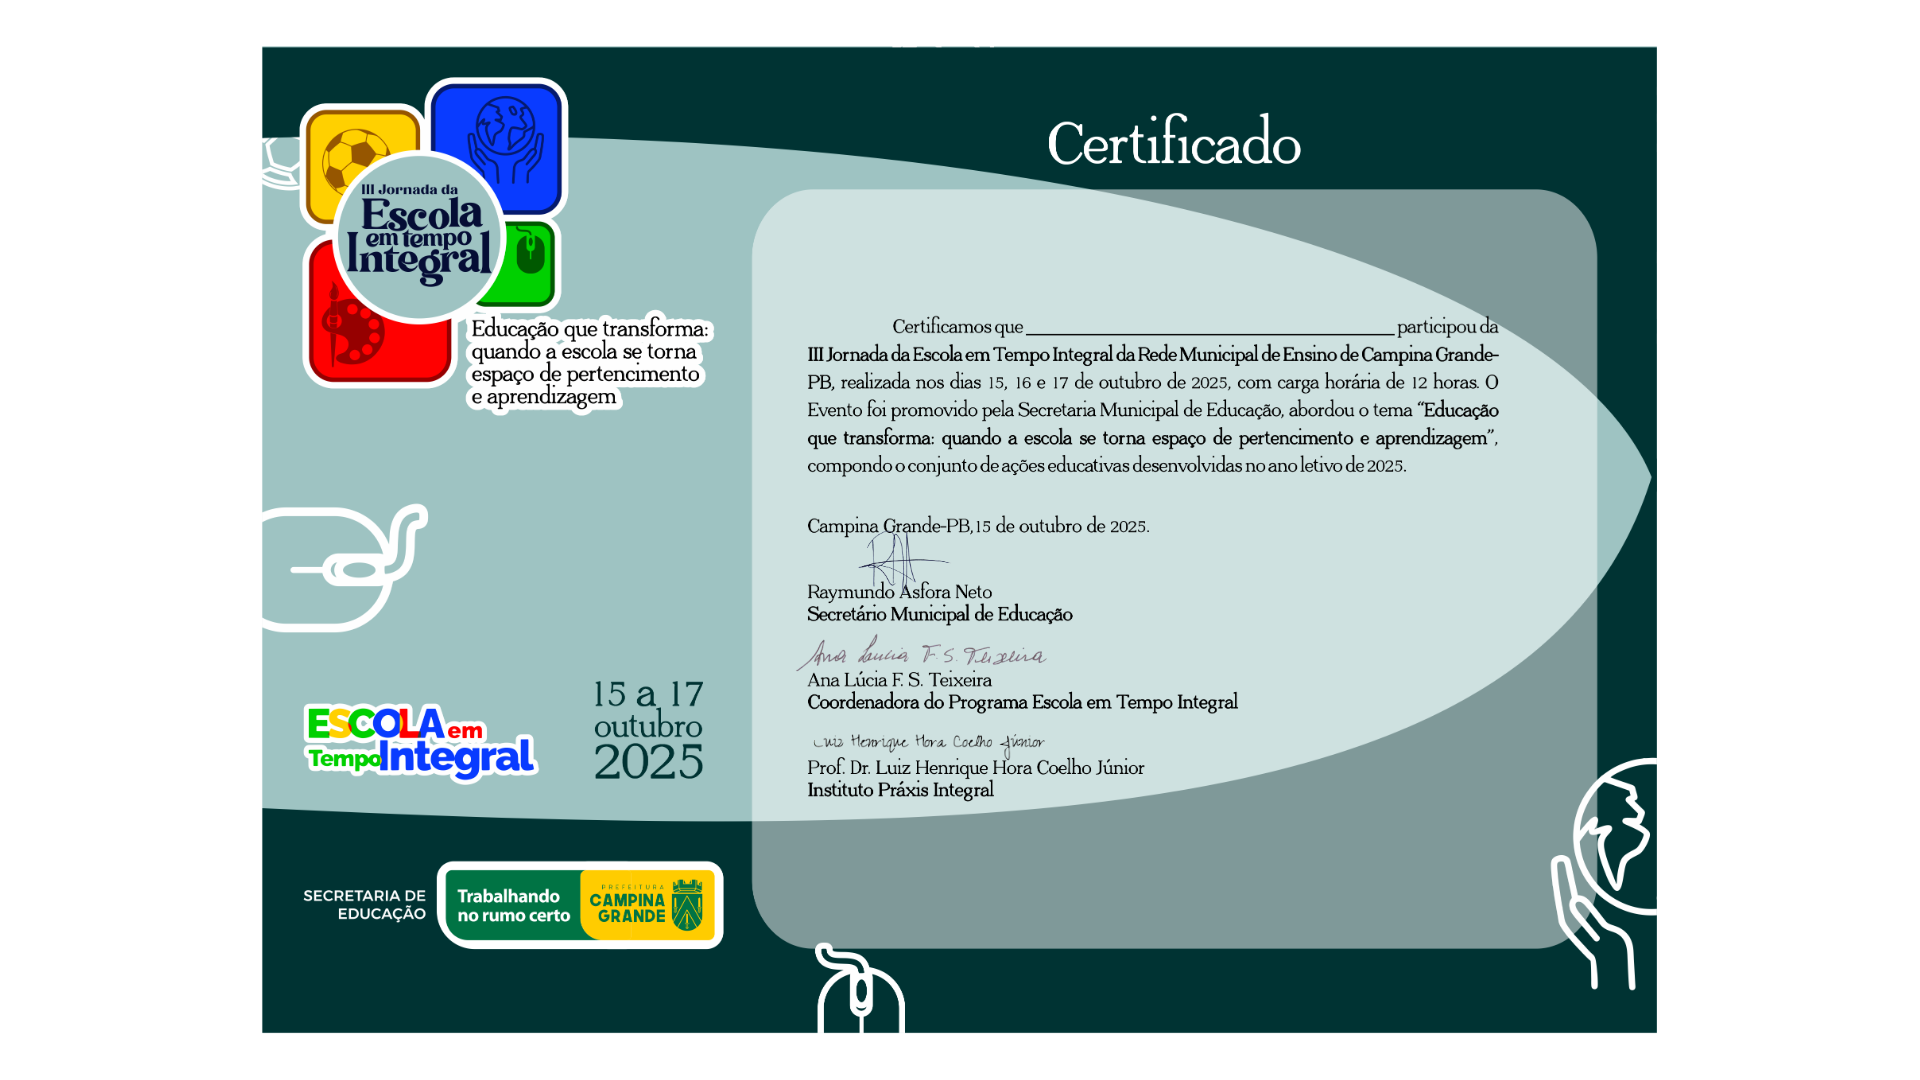 Certificado
III Jornada da
Escola
em tempo
Integral
Educação que transforma:
quando a escola se torna
espaço de pertencimento
e aprendizagem
Certificamos que ________________________________________ participou da
III Jornada da Escola em Tempo Integral da Rede Municipal de Ensino de Campina Grande-
PB, realizada nos dias 15, 16 e 17 de outubro de 2025, com carga horária de 12 horas. O
Evento foi promovido pela Secretaria Municipal de Educação, abordou o tema “Educação
que transforma: quando a escola se torna espaço de pertencimento e aprendizagem”,
compondo o conjunto de ações educativas desenvolvidas no ano letivo de 2025.
Campina Grande-PB,15 de outubro de 2025.
Raymundo Asfora Neto
Secretário Municipal de Educação
Ana Lucia F. S. Teixeira
Ana Lúcia F. S. Teixeira
Coordenadora do Programa Escola em Tempo Integral
Luiz Henrique Hora Coelho Júnior
Prof. Dr. Luiz Henrique Hora Coelho Júnior
Instituto Práxis Integral
15 a 17
outubro
2025
ESCOLA em
Tempo Integral
SECRETARIA DE
EDUCAÇÃO
Trabalhando
no rumo certo
PREFEITURA
CAMPINA
GRANDE